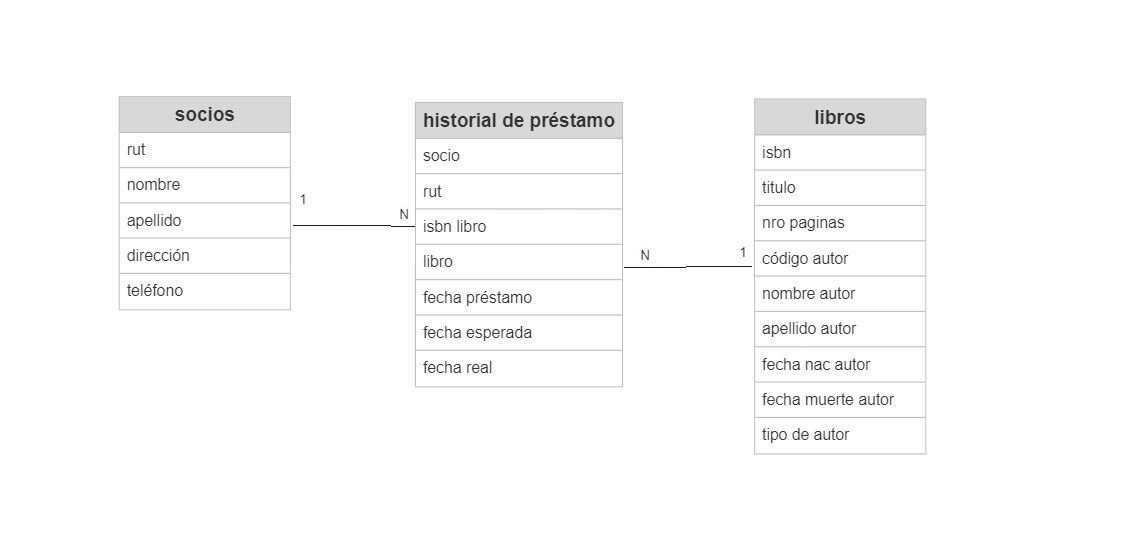 socios
rut
nombre
apellido
dirección
teléfono
1
N
historial de préstamo
socio
rut
isbn libro
libro
fecha préstamo
fecha esperada
fecha real
N
1
libros
isbn
titulo
nro paginas
código autor
nombre autor
apellido autor
fecha nac autor
fecha muerte autor
tipo de autor